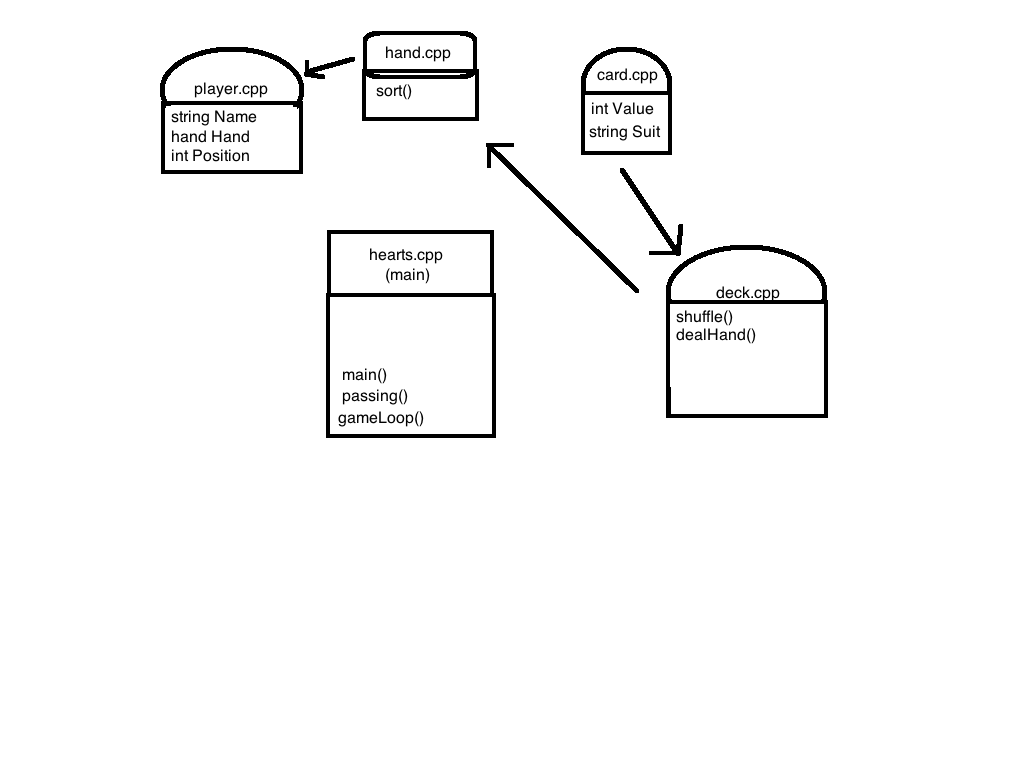 player.cpp
string Name
hand Hand
int Position
hand.cpp
sort()
card.cpp
int Value
string Suit
hearts.cpp
(main)
main()
passing()
gameLoop()
deck.cpp
shuffle()
dealHand()